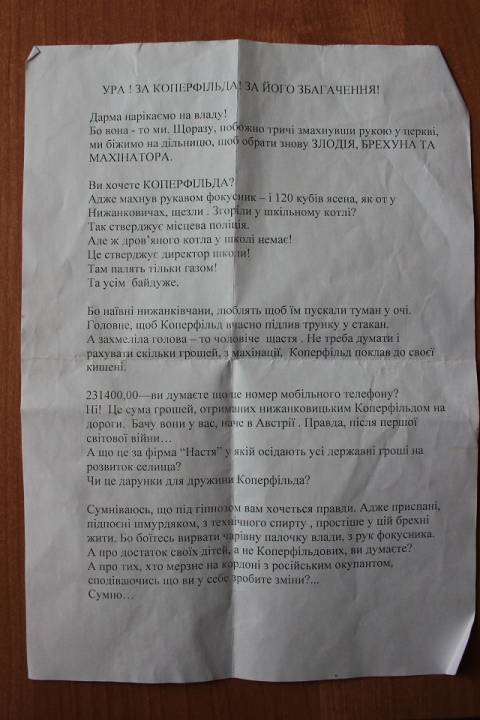 УРА ! ЗА КОПЕРФІЛЬДА! ЗА ЙОГО ЗБАГАЧЕННЯ!
Дарма нарікаємо на владу!
Бо вона - то ми. Щоразу, побожно тричі змахнувши рукою у церкві,
ми біжимо на дільницю, щоб обрати знову ЗЛОДІЯ, БРЕХУНА ТА
МАХІНАТОРА.
Ви хочете КОПЕРФІЛЬДА?
Адже махнув рукавом фокусник – і 120 кубів ясена, як от у
Нижанковичах, щезли . Згоріли у шкільному котлі?
Так стверджує місцева поліція.
Але ж дров’яного котла у школі немає!
Це стверджує директор школи!
Там палять тільки газом!
Та усім байдуже.
Бо наївні нижанківчани, люблять щоб їм пускали туман у очі.
Головне, щоб Коперфільд вчасно підлив трунку у стакан.
А захмеліла голова – то чоловіче щастя . Не треба думати і
рахувати скільки грошей, з махінації, Коперфільд поклав до своєї
кишені.
231400,00—ви думаєте що це номер мобільного телефону?
Ні! Це сума грошей, отриманих нижанковицьким Коперфільдом на
дороги. Бачу вони у вас, наче в Австрії . Правда, після першої
світової війни…
А що це за фірма “Настя” у якій осідають усі державні гроші на
розвиток селища?
Чи це дарунки для дружини Коперфільда?
Сумніваюсь, що під гіпнозом вам хочеться правди. Адже приспані,
підпоєні шмурдяком, з технічного спирту , простіше у цій брехні
жити. Бо боїтесь вирвати чарівну палочку влади, з рук фокусника.
А про достаток своїх дітей, а не Коперфільдових, ви думаєте?
А про тих, хто мерзне на кордоні з російським окупантом,
сподіваючись що ви у себе зробите зміни?...
Сумно…